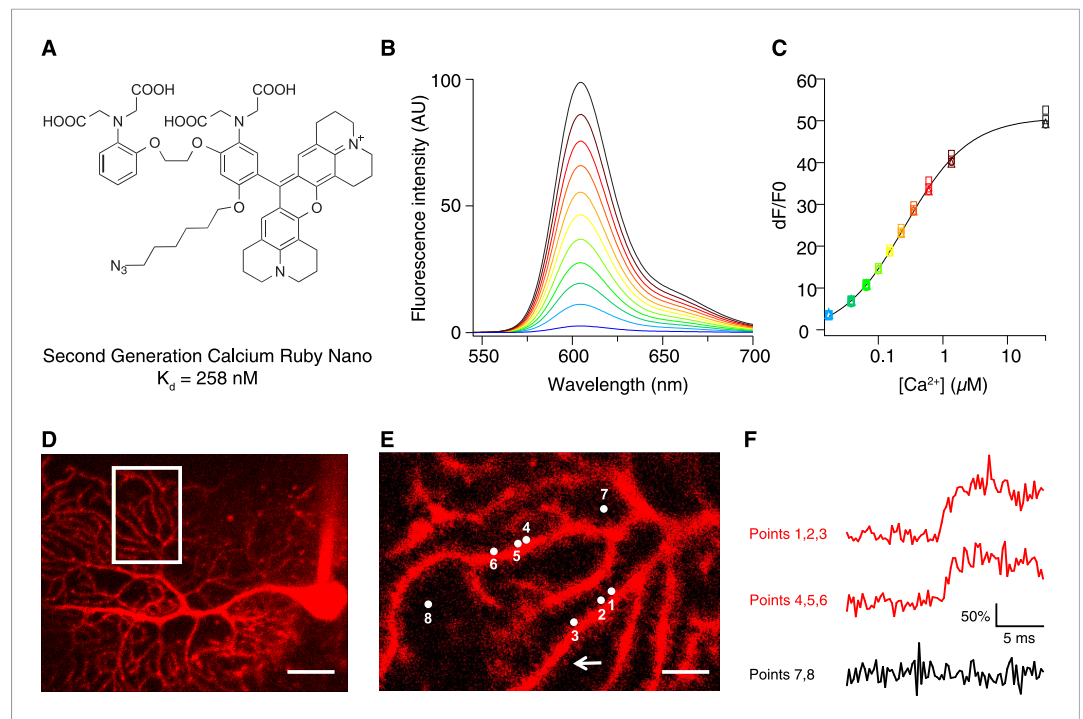 A
COOH
COOH
HOOC
N
HOOC
N
O
O
N+
O
O
N3
N
Second Generation Calcium Ruby Nano
Kd = 258 nM
B
Fluorescence intensity (AU)
100
50
0
550
600
650
700
Wavelength (nm)
C
dF/F0
60
50
40
30
20
10
0
0.1
1
10
[Ca²⁺] (µM)
D
E
7
4
5
6
1
2
8
3
F
Points 1,2,3
Points 4,5,6
50%
5 ms
Points 7,8